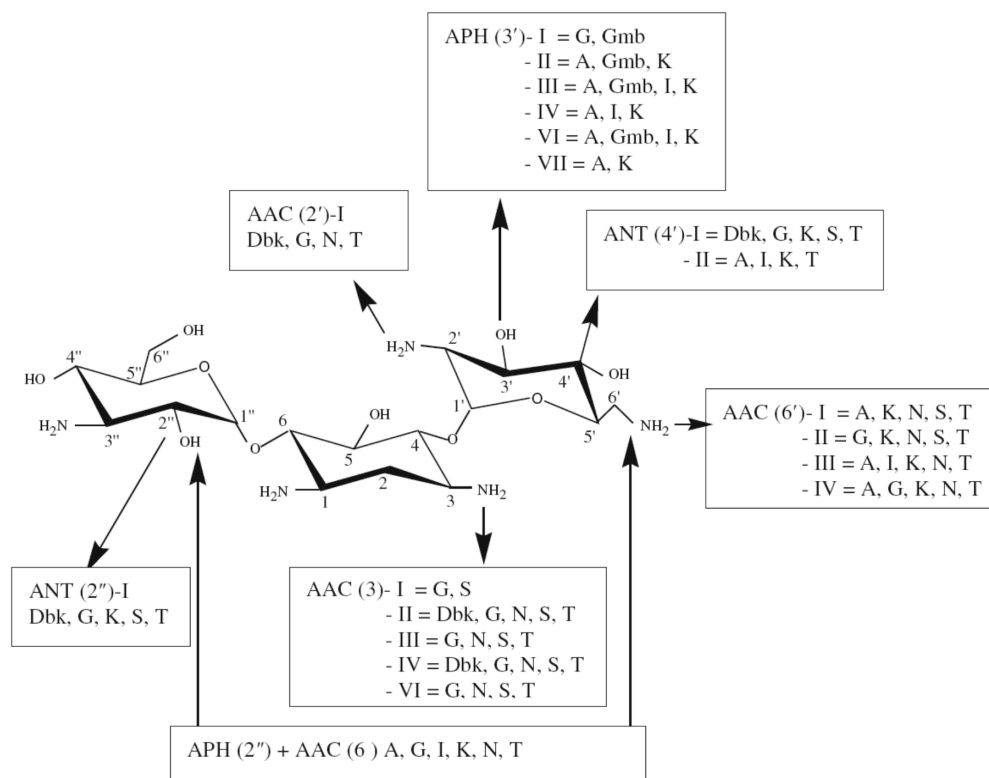 APH (3′)- I = G, Gmb
- II = A, Gmb, K
- III = A, Gmb, I, K
- IV = A, I, K
- VI = A, Gmb, I, K
- VII = A, K
AAC (2′)-I
Dbk, G, N, T
ANT (4′)-I = Dbk, G, K, S, T
- II = A, I, K, T
OH
H₂N
2′
3′
4′
OH
1′
O
5′
6′
NH₂
AAC (6′)- I = A, K, N, S, T
- II = G, K, N, S, T
- III = A, I, K, N, T
- IV = A, G, K, N, T
OH
6″
4″
HO
5″
O
H₂N
3″
2″
OH
1″
O
6
OH
5
4
O
H₂N
1
2
3
NH₂
ANT (2″)-I
Dbk, G, K, S, T
AAC (3)- I = G, S
- II = Dbk, G, N, S, T
- III = G, N, S, T
- IV = Dbk, G, N, S, T
- VI = G, N, S, T
APH (2″) + AAC (6 ) A, G, I, K, N, T